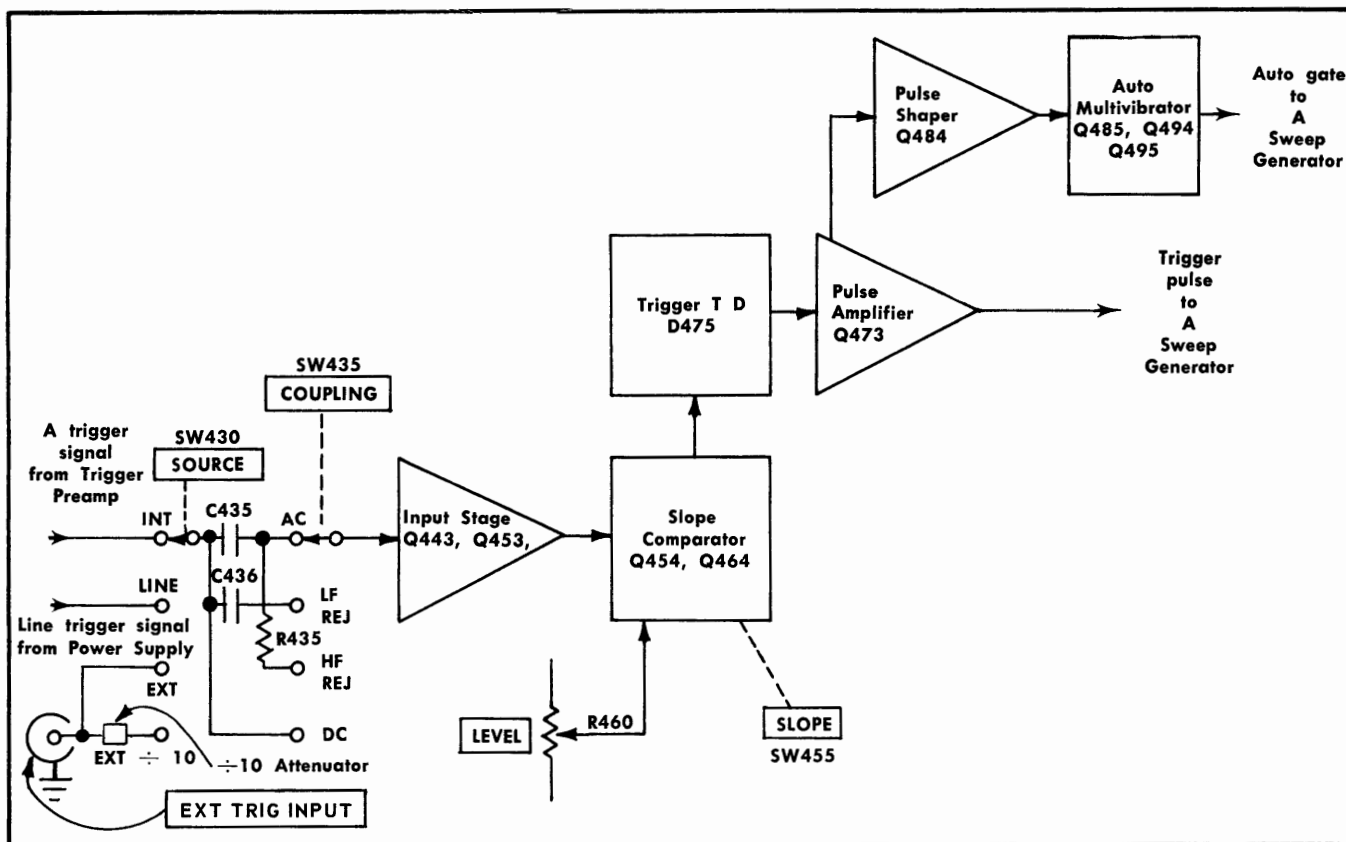 Pulse
Shaper
Q484
Auto
Multivibrator
Q485, Q494
Q495
Auto gate
to
A
Sweep
Generator
Trigger T D
D475
Pulse
Amplifier
Q473
Trigger
pulse
to
A
Sweep
Generator
SW435
COUPLING
A trigger
signal
from Trigger
Preamp
SW430
SOURCE
INT
C435
AC
Input Stage
Q443, Q453,
Slope
Comparator
Q454, Q464
LINE
C436
LF
REJ
Line trigger signal
from Power Supply
R435
HF
REJ
EXT
DC
EXT ÷ 10
÷10 Attenuator
EXT TRIG INPUT
LEVEL
R460
SLOPE
SW455